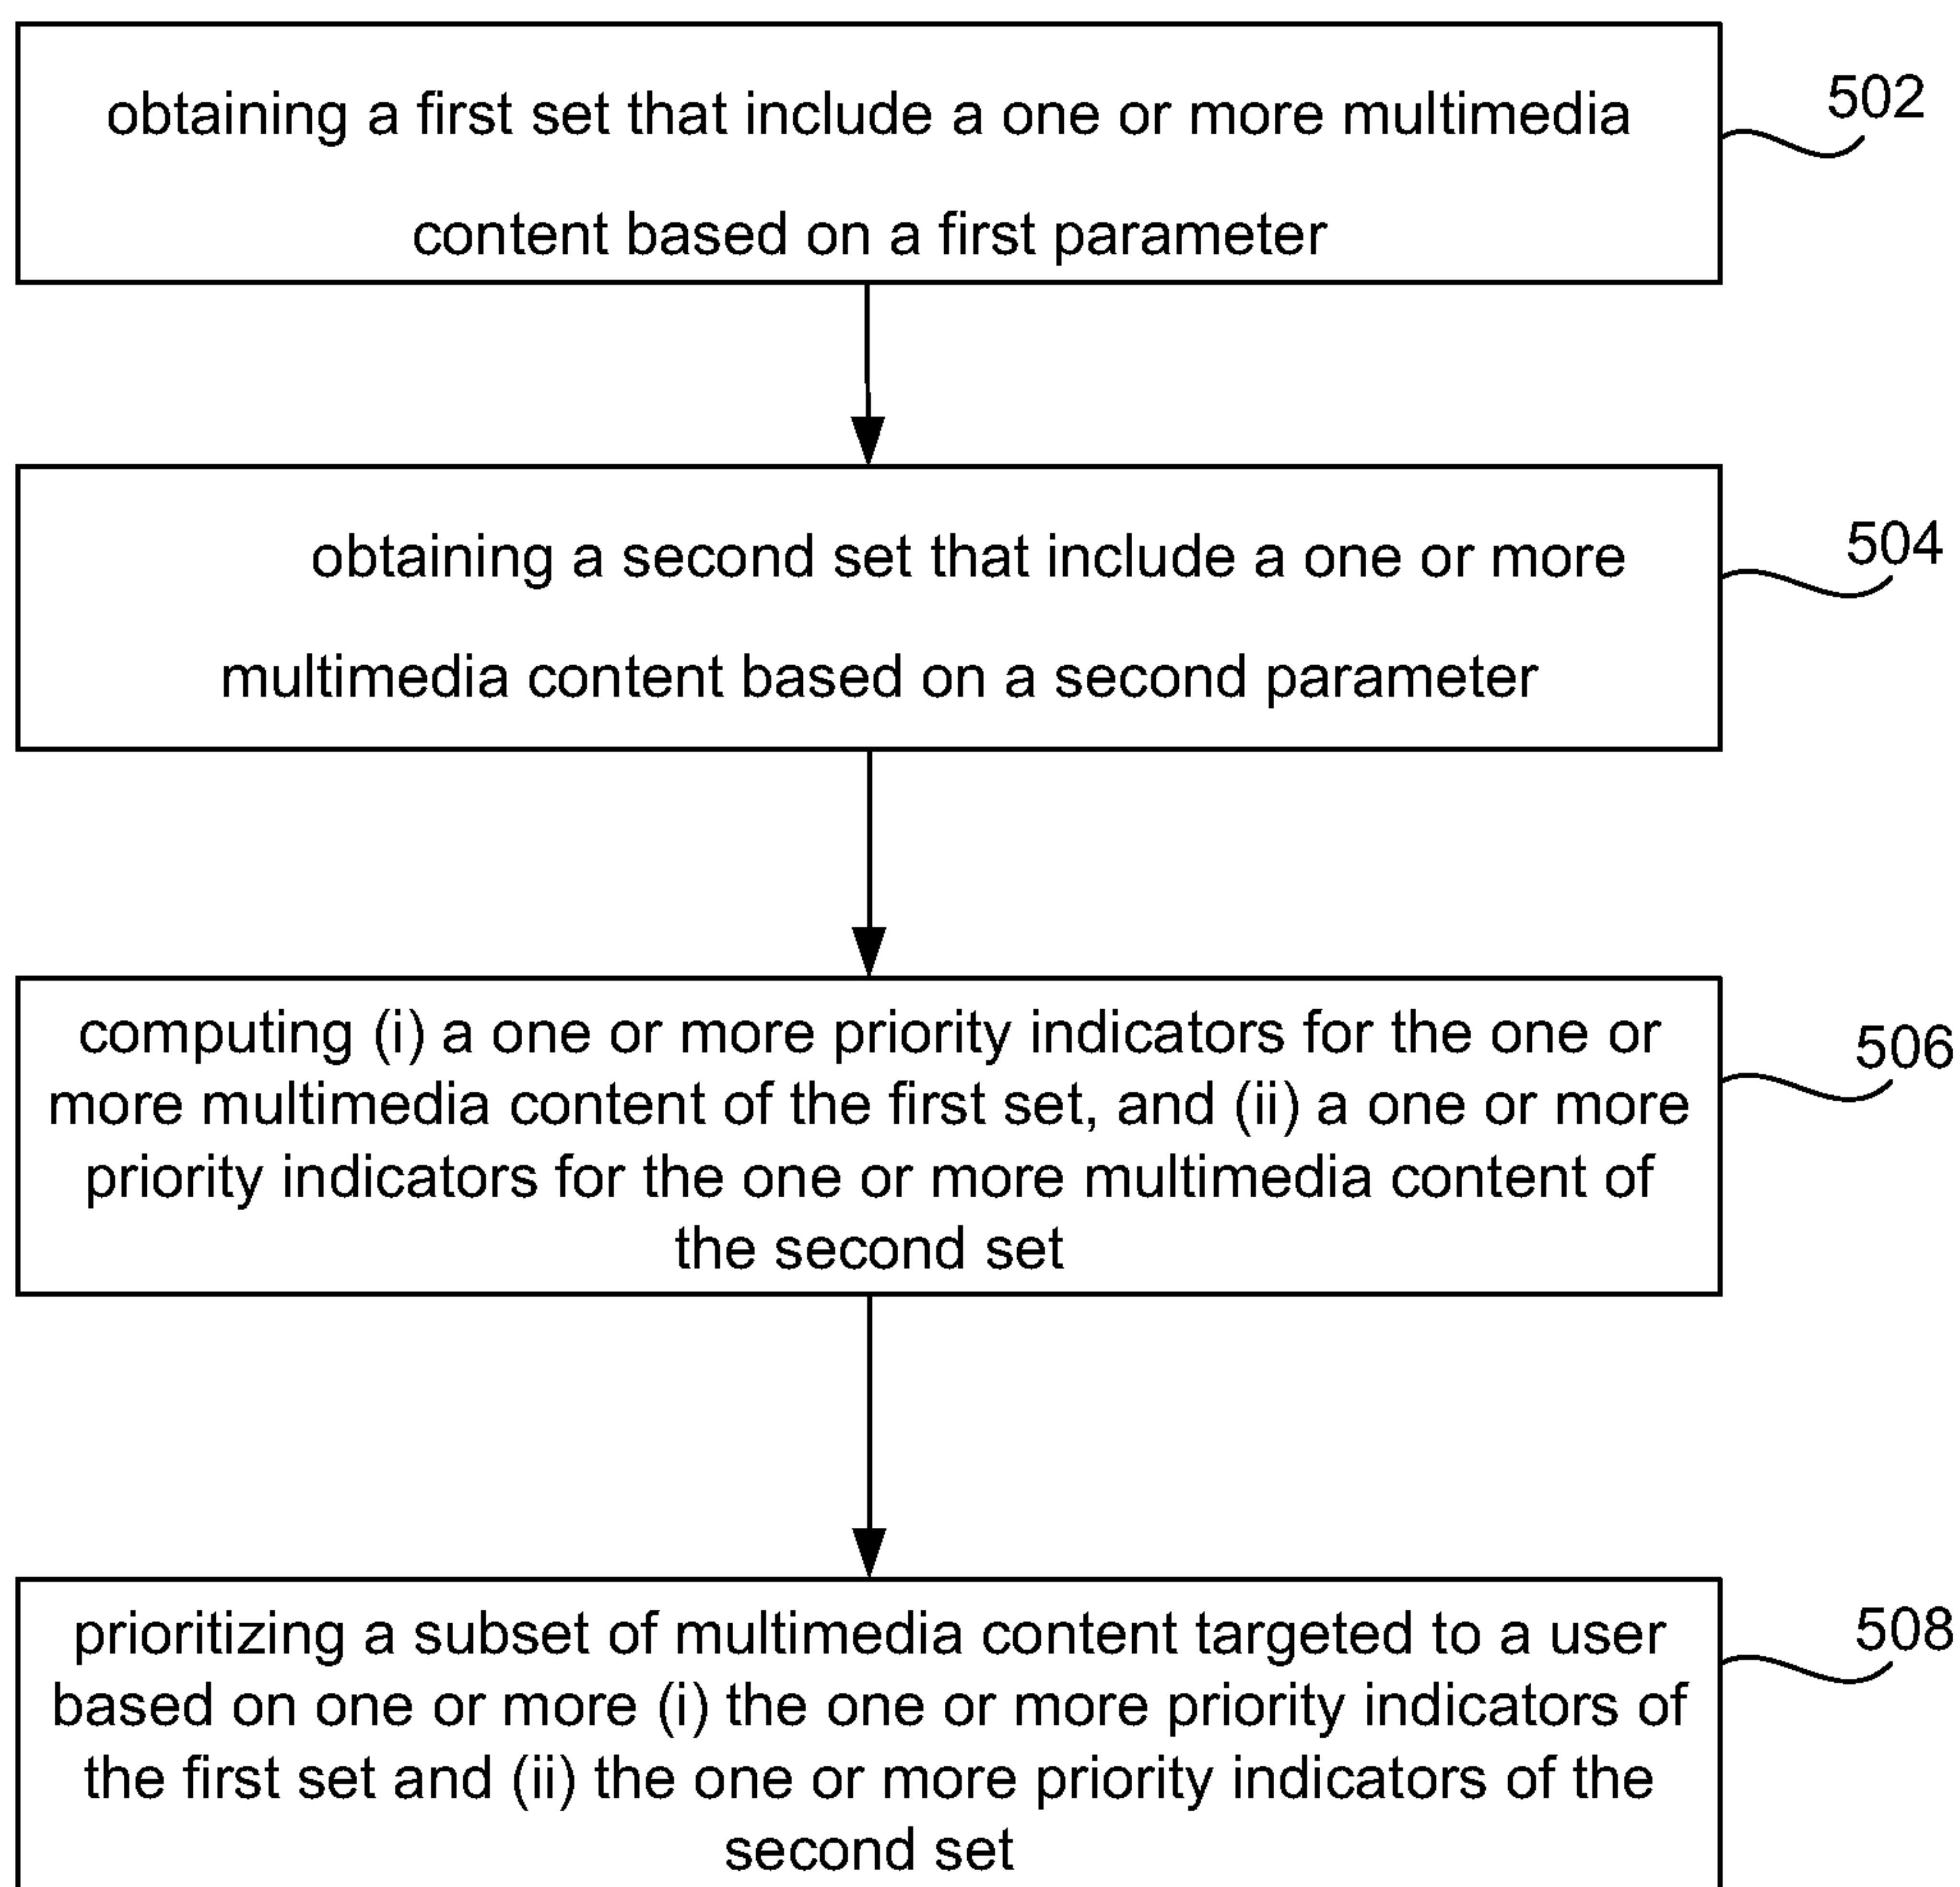 obtaining a first set that include a one or more multimedia
content based on a first parameter
502
obtaining a second set that include a one or more
multimedia content based on a second parameter
504
computing (i) a one or more priority indicators for the one or
more multimedia content of the first set, and (ii) a one or more
priority indicators for the one or more multimedia content of
the second set
506
prioritizing a subset of multimedia content targeted to a user
based on one or more (i) the one or more priority indicators of
the first set and (ii) the one or more priority indicators of the
second set
508